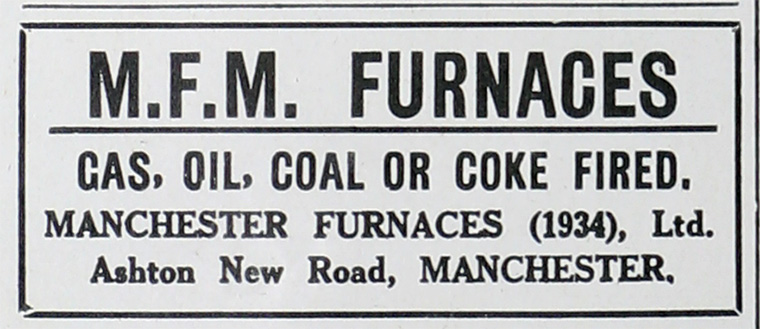 M.F.M. FURNACES
GAS, OIL, COAL OR COKE FIRED.
MANCHESTER FURNACES (1934), Ltd.
Ashton New Road, MANCHESTER.